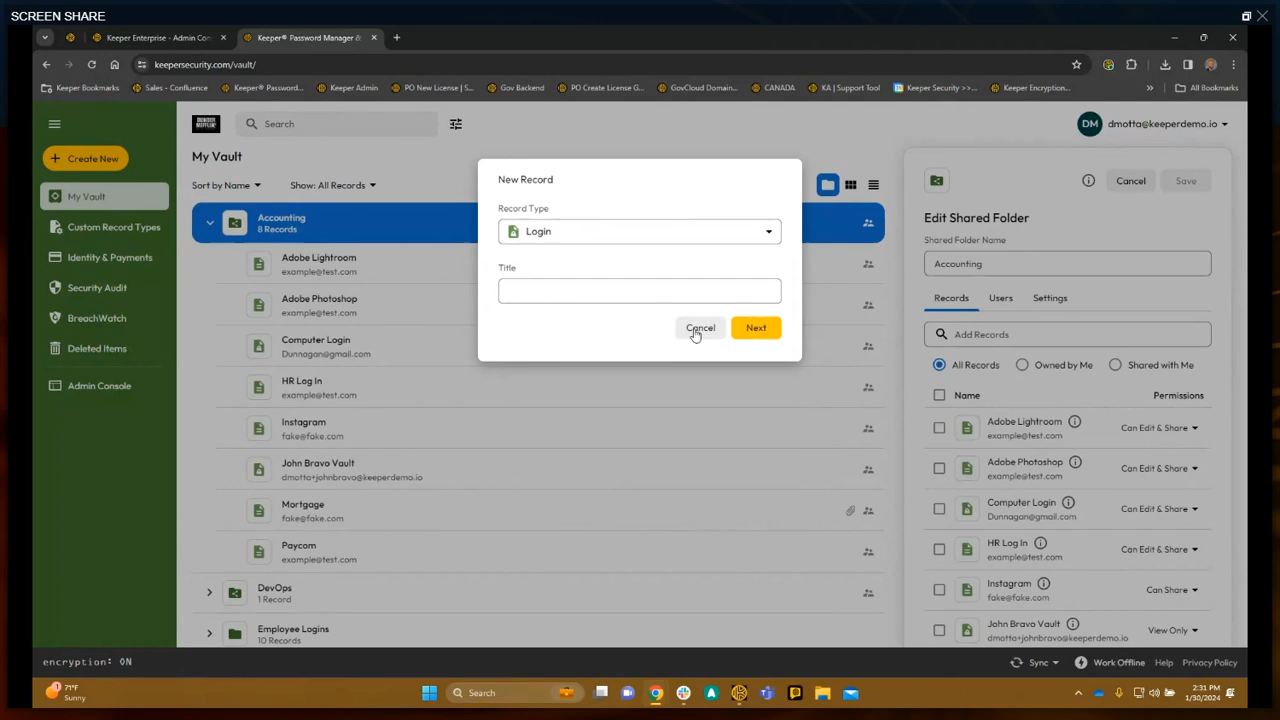 SCREEN SHARE
Keeper Enterprise - Admin Con
Keeper® Password Manager &
keepersecurity.com/vault/
Keeper Bookmarks
Sales - Confluence
Keeper® Password...
Keeper Admin
PO New License | S...
Gov Backend
PO Create License G...
GovCloud Domain...
CANADA
KA | Support Tool
Keeper Security >>...
Keeper Encryption...
All Bookmarks
DUNDER
MIFFLIN
Search
DM
dmotta@keeperdemo.io
Create New
My Vault
Custom Record Types
Identity & Payments
Security Audit
BreachWatch
Deleted Items
Admin Console
My Vault
Sort by Name
Show: All Records
Accounting
8 Records
Adobe Lightroom
example@test.com
Adobe Photoshop
example@test.com
Computer Login
Dunnagan@gmail.com
HR Log In
example@test.com
Instagram
fake@fake.com
John Bravo Vault
dmotta+johnbravo@keeperdemo.io
Mortgage
fake@fake.com
Paycom
example@test.com
DevOps
1 Record
Employee Logins
10 Records
New Record
Record Type
Login
Title
Cancel
Next
Cancel
Save
Edit Shared Folder
Shared Folder Name
Accounting
Records
Users
Settings
Add Records
All Records
Owned by Me
Shared with Me
Name
Permissions
Adobe Lightroom
example@test.com
Can Edit & Share
Adobe Photoshop
example@test.com
Can Edit & Share
Computer Login
Dunnagan@gmail.com
Can Edit & Share
HR Log In
example@test.com
Can Edit & Share
Instagram
fake@fake.com
Can Share
John Bravo Vault
dmotta+johnbravo@keeperdemo.io
View Only
encryption: ON
Sync
Work Offline
Help
Privacy Policy
1
71°F
Sunny
Search
2:31 PM
1/30/2024